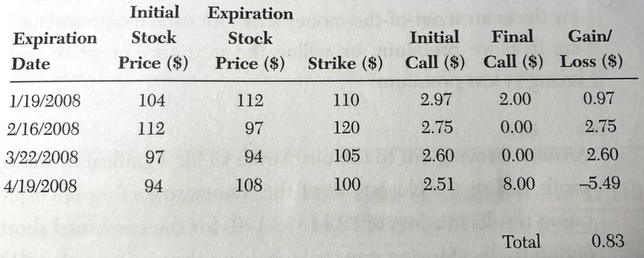 Initial Expiration
Expiration Stock Stock Initial Final Gain/
Date Price ($) Price ($) Strike ($) Call ($) Call ($) Loss ($)
1/19/2008 104 112 110 2.97 2.00 0.97
2/16/2008 112 97 120 2.75 0.00 2.75
3/22/2008 97 94 105 2.60 0.00 2.60
4/19/2008 94 108 100 2.51 8.00 –5.49
Total 0.83